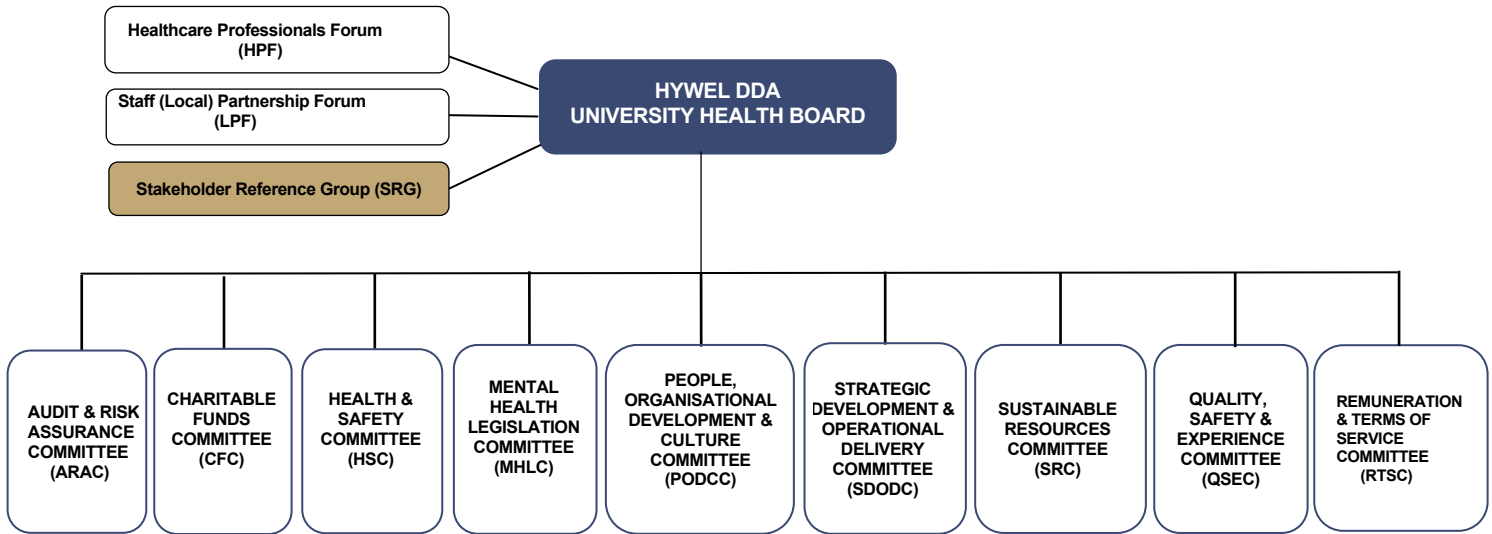 Healthcare Professionals Forum
(HPF)
Staff (Local) Partnership Forum
(LPF)
Stakeholder Reference Group (SRG)
HYWEL DDA
UNIVERSITY HEALTH BOARD
AUDIT & RISK
ASSURANCE
COMMITTEE
(ARAC)
CHARITABLE
FUNDS
COMMITTEE
(CFC)
HEALTH &
SAFETY
COMMITTEE
(HSC)
MENTAL
HEALTH
LEGISLATION
COMMITTEE
(MHLC)
PEOPLE,
ORGANISATIONAL
DEVELOPMENT &
CULTURE
COMMITTEE
(PODCC)
STRATEGIC
DEVELOPMENT &
OPERATIONAL
DELIVERY
COMMITTEE
(SDODC)
SUSTAINABLE
RESOURCES
COMMITTEE
(SRC)
QUALITY,
SAFETY &
EXPERIENCE
COMMITTEE
(QSEC)
REMUNERATION
& TERMS OF
SERVICE
COMMITTEE
(RTSC)